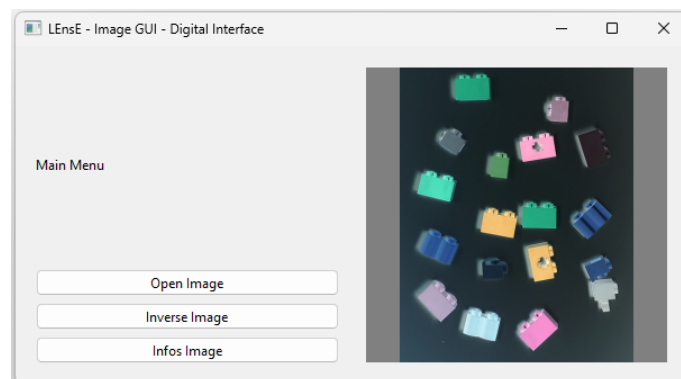 LEnsE - Image GUI - Digital Interface
Main Menu
Open Image
Inverse Image
Infos Image